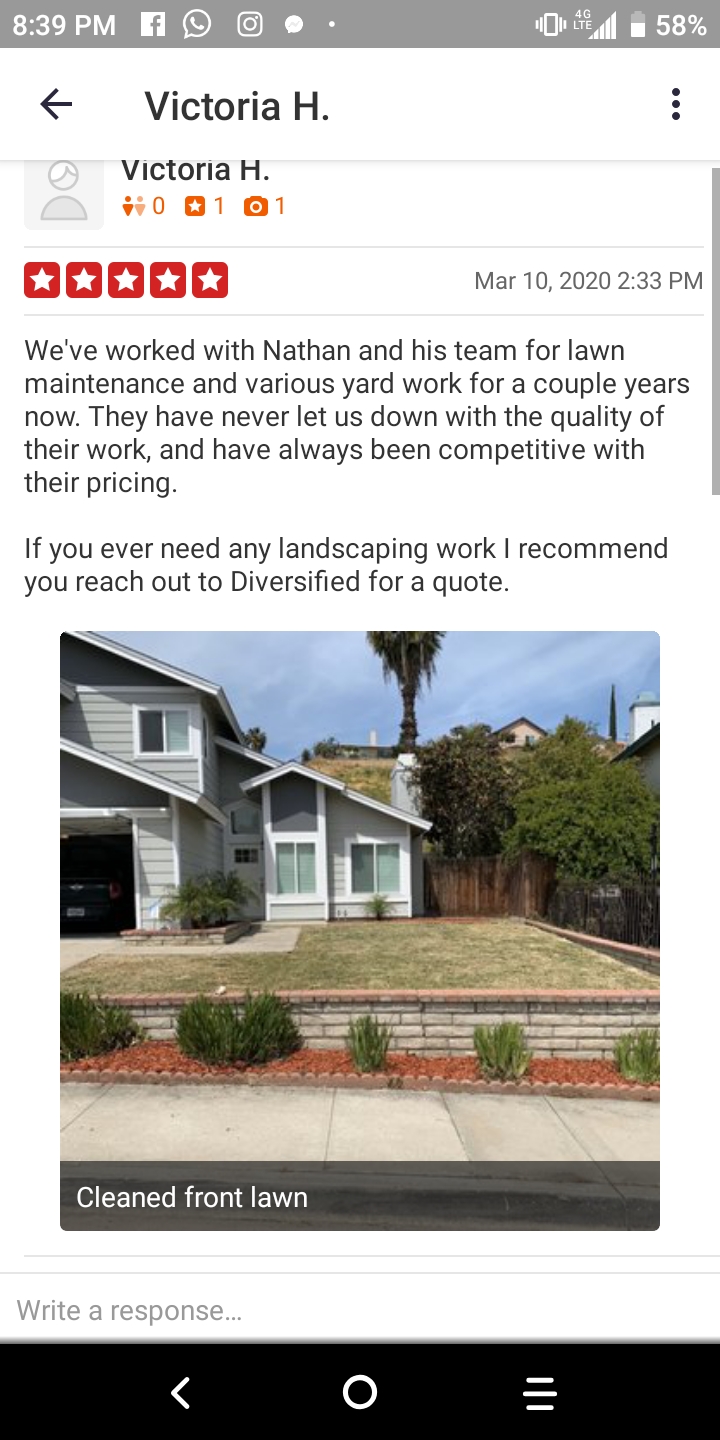 8:39 PM 4G LTE 58%
Victoria H.
Victoria H.
0 1 1
Mar 10, 2020 2:33 PM
We've worked with Nathan and his team for lawn
maintenance and various yard work for a couple years
now. They have never let us down with the quality of
their work, and have always been competitive with
their pricing.
If you ever need any landscaping work I recommend
you reach out to Diversified for a quote.
Cleaned front lawn
Write a response...